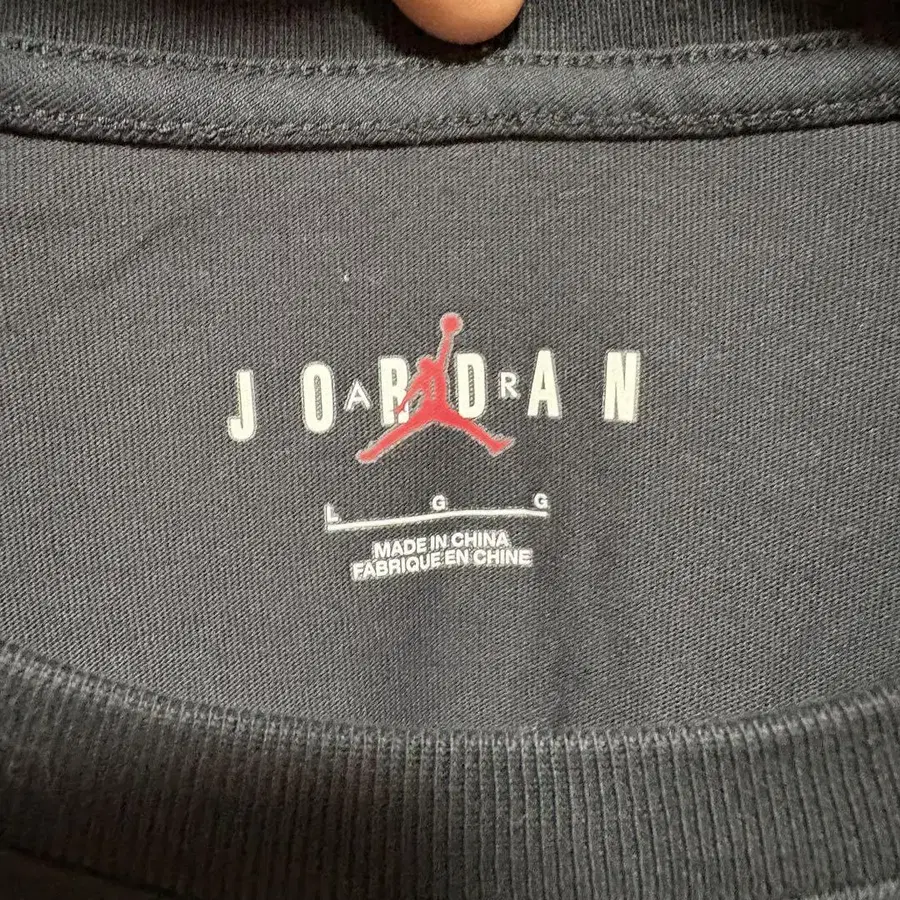 JORDAN
AIR
L G G
MADE IN CHINA
FABRIQUE EN CHINE